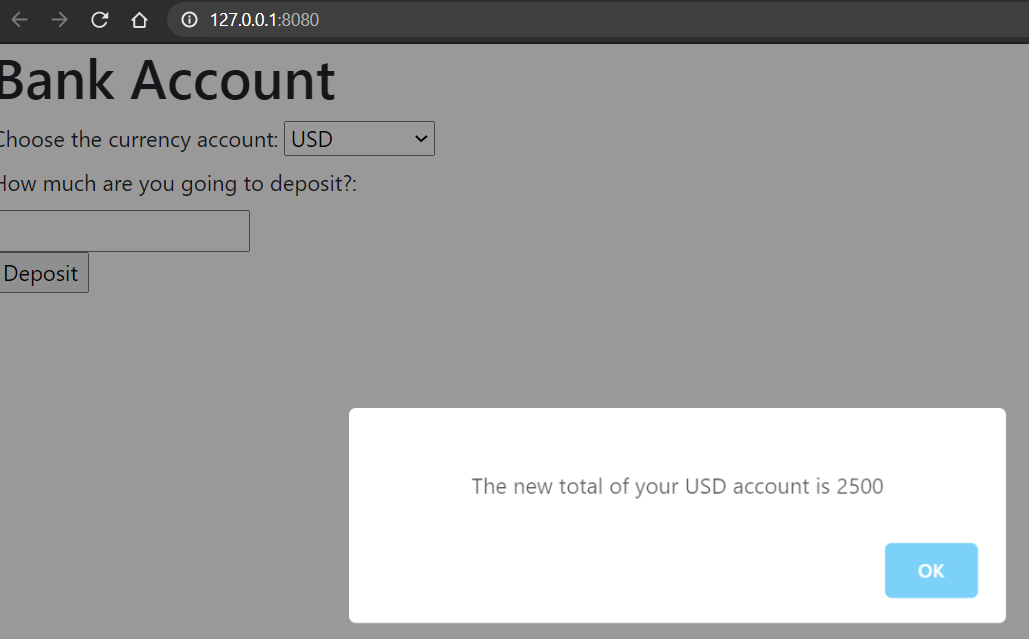 127.0.0.1:8080
Bank Account
Choose the currency account: USD
How much are you going to deposit?:
Deposit
The new total of your USD account is 2500
OK